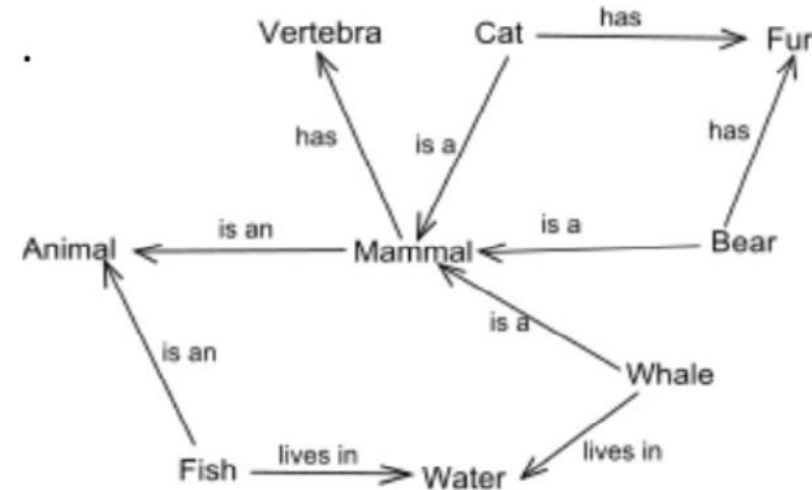 has
Vertebra Cat Fur
has is a has
is an is a
Animal Mammal Bear
is a
is an
Whale
lives in lives in
Fish Water